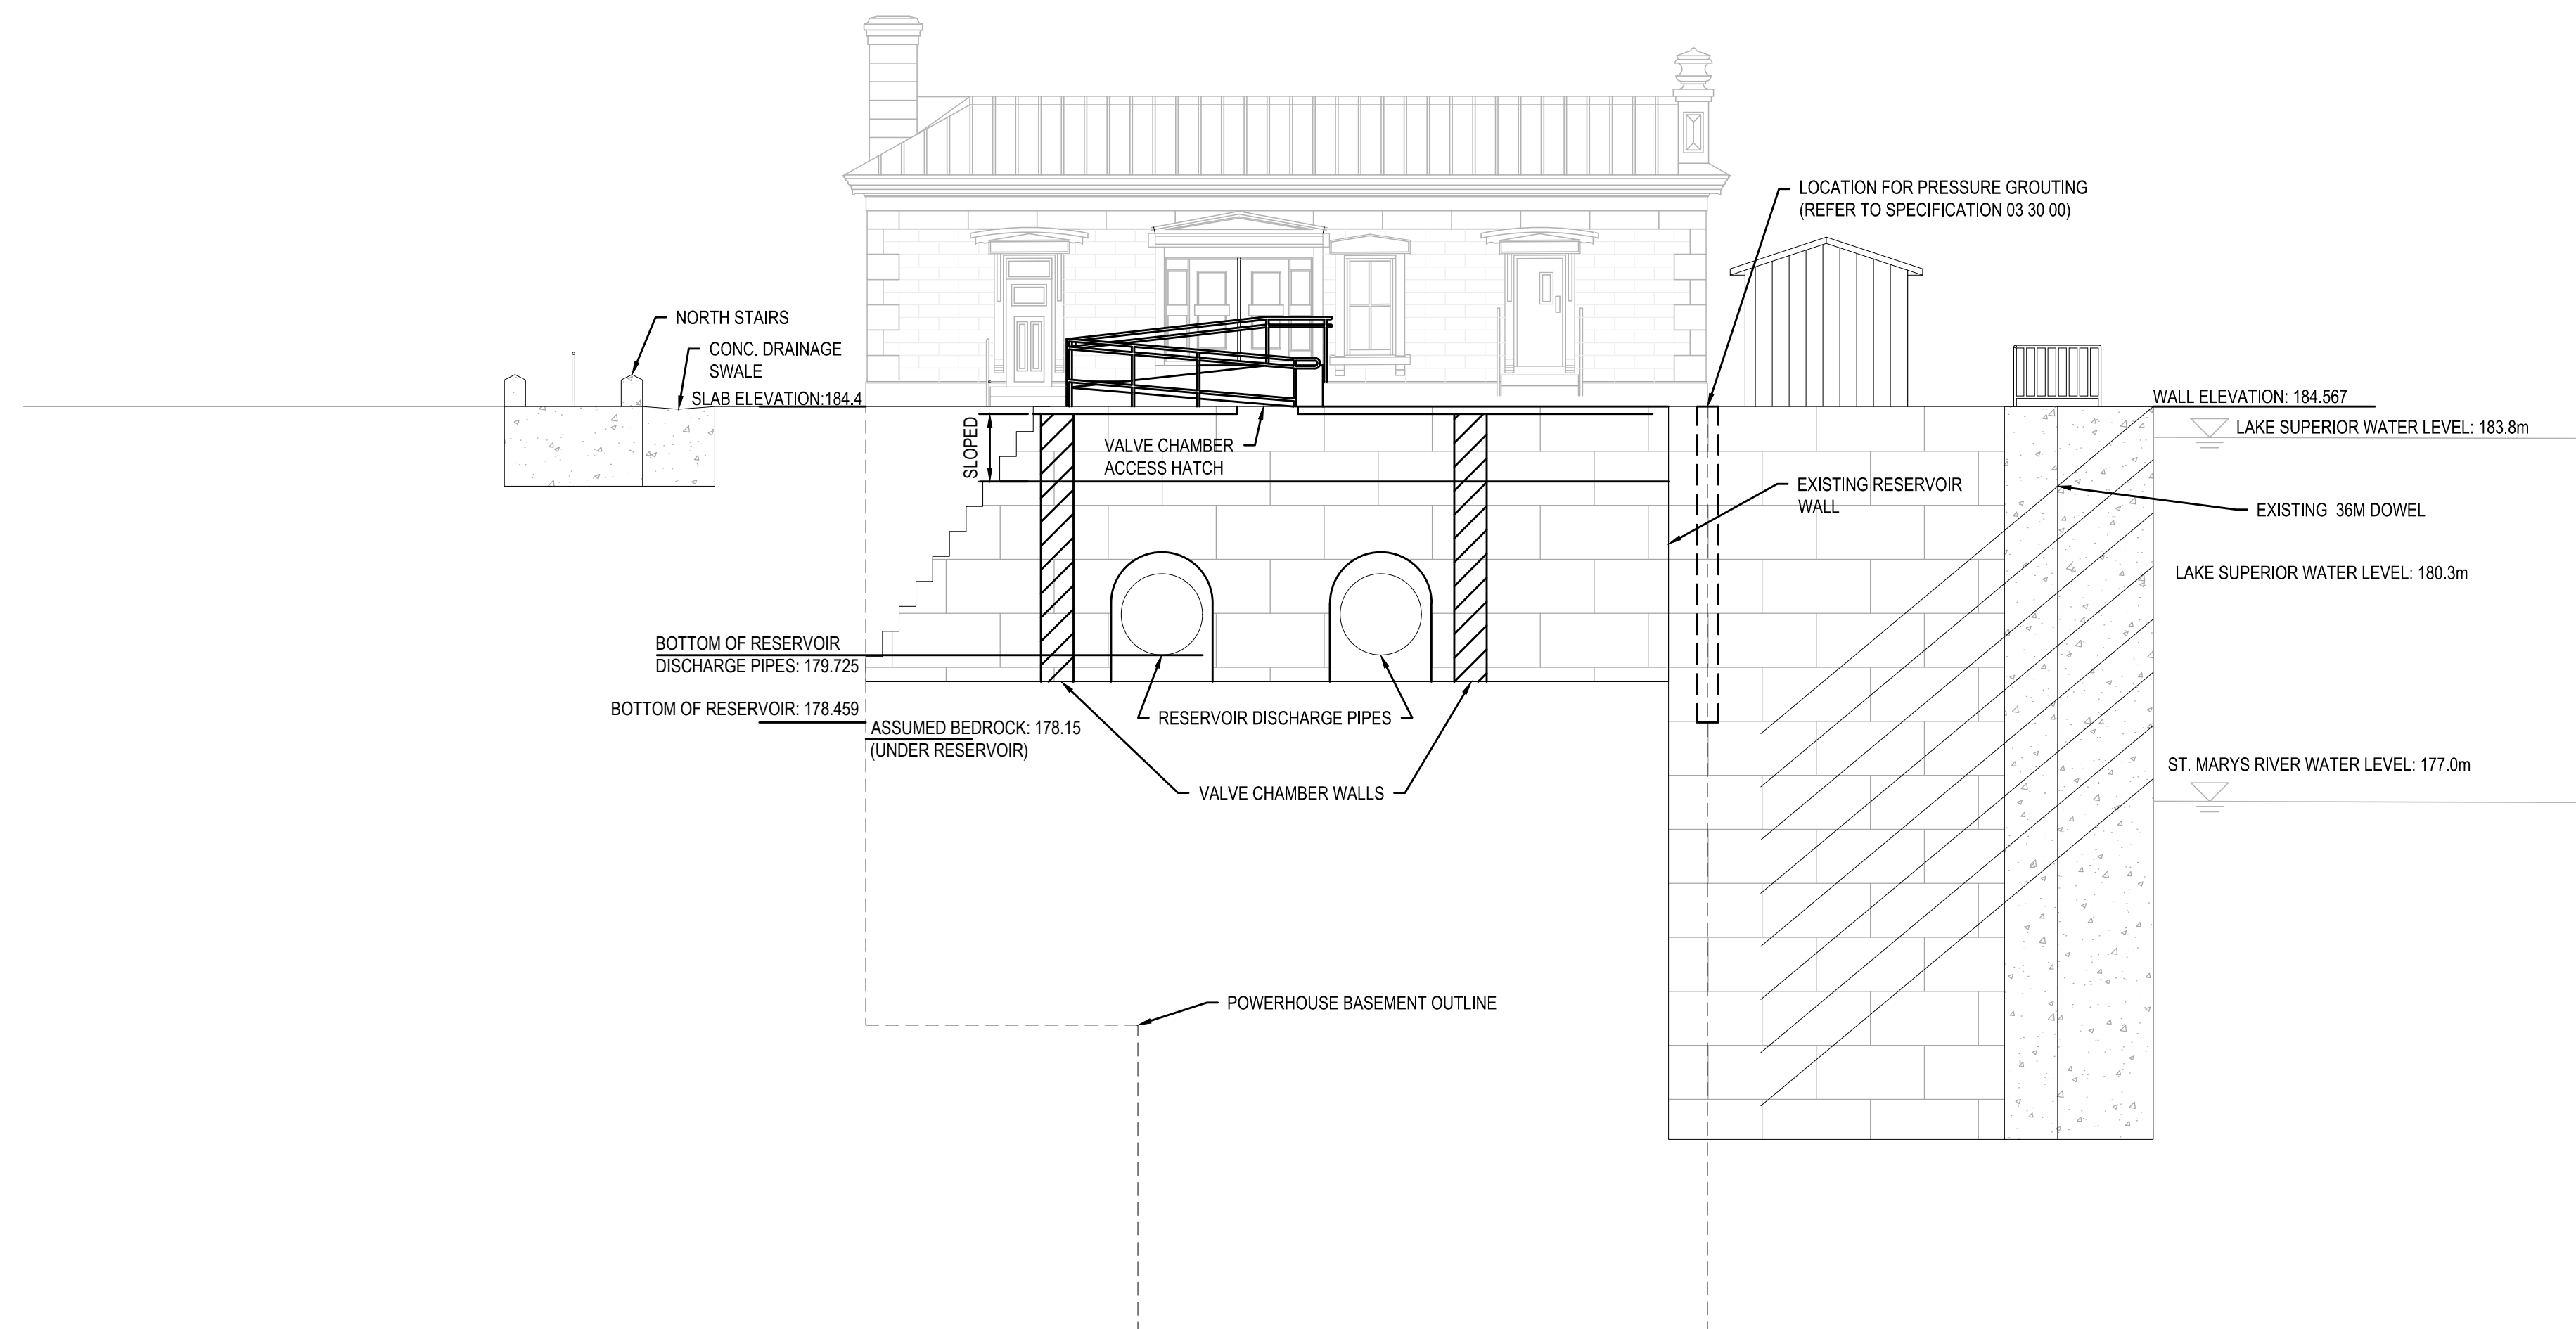 LOCATION FOR PRESSURE GROUTING
(REFER TO SPECIFICATION 03 30 00)
NORTH STAIRS
CONC. DRAINAGE
SWALE
SLAB ELEVATION:184.4
WALL ELEVATION: 184.567
LAKE SUPERIOR WATER LEVEL: 183.8m
SLOPED
VALVE CHAMBER
ACCESS HATCH
EXISTING RESERVOIR
WALL
EXISTING 36M DOWEL
LAKE SUPERIOR WATER LEVEL: 180.3m
BOTTOM OF RESERVOIR
DISCHARGE PIPES: 179.725
BOTTOM OF RESERVOIR: 178.459
ASSUMED BEDROCK: 178.15
(UNDER RESERVOIR)
RESERVOIR DISCHARGE PIPES
ST. MARYS RIVER WATER LEVEL: 177.0m
VALVE CHAMBER WALLS
POWERHOUSE BASEMENT OUTLINE